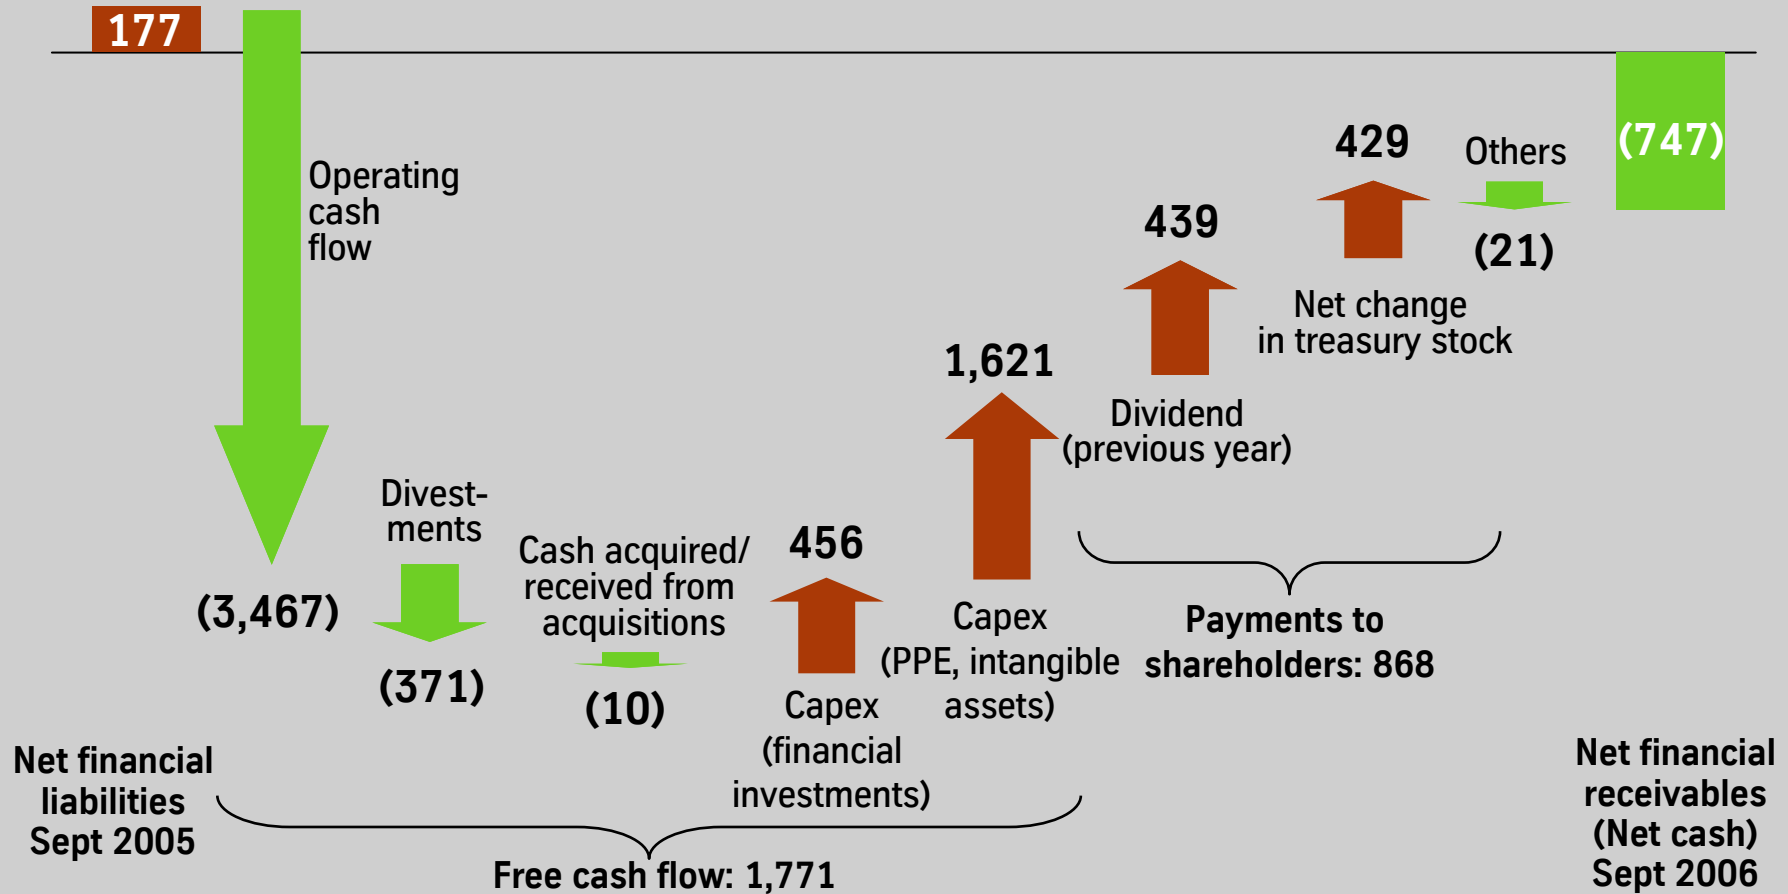 177
Operating
cash
flow
(3,467)
Divest-
ments
(371)
Cash acquired/
received from
acquisitions
(10)
456
Capex
(financial
investments)
1,621
Capex
(PPE, intangible
assets)
439
Dividend
(previous year)
429
Net change
in treasury stock
Others
(21)
(747)
Payments to
shareholders: 868
Net financial
liabilities
Sept 2005
Free cash flow: 1,771
Net financial
receivables
(Net cash)
Sept 2006